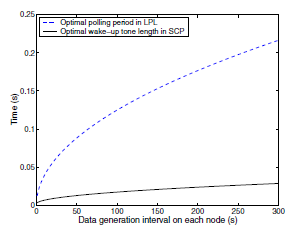 0.25
Optimal polling period in LPL
Optimal wake−up tone length in SCP
0.2
0.15
0.1
0.05
0
Time (s)
0 50 100 150 200 250 300
Data generation interval on each node (s)